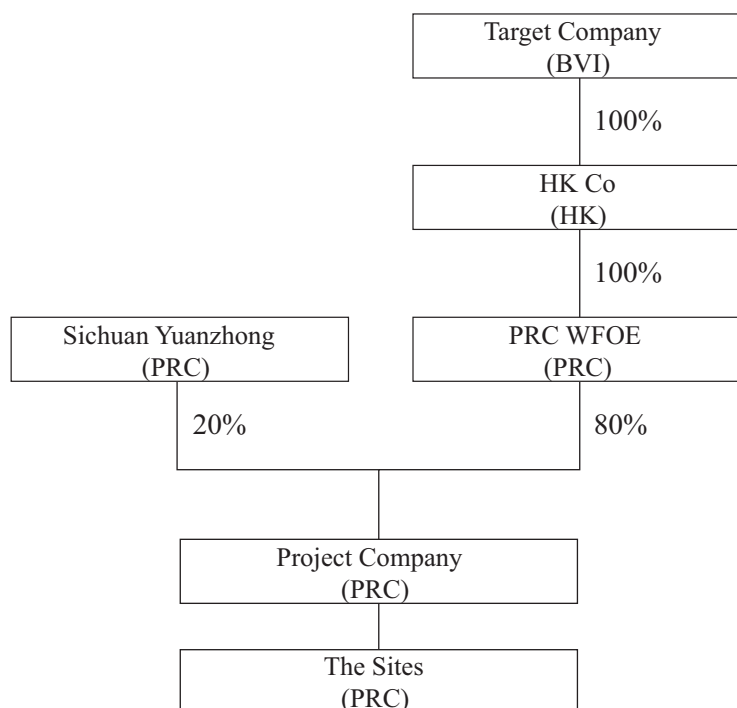 Target Company
(BVI)
100%
HK Co
(HK)
100%
Sichuan Yuanzhong
(PRC)
PRC WFOE
(PRC)
20%
80%
Project Company
(PRC)
The Sites
(PRC)